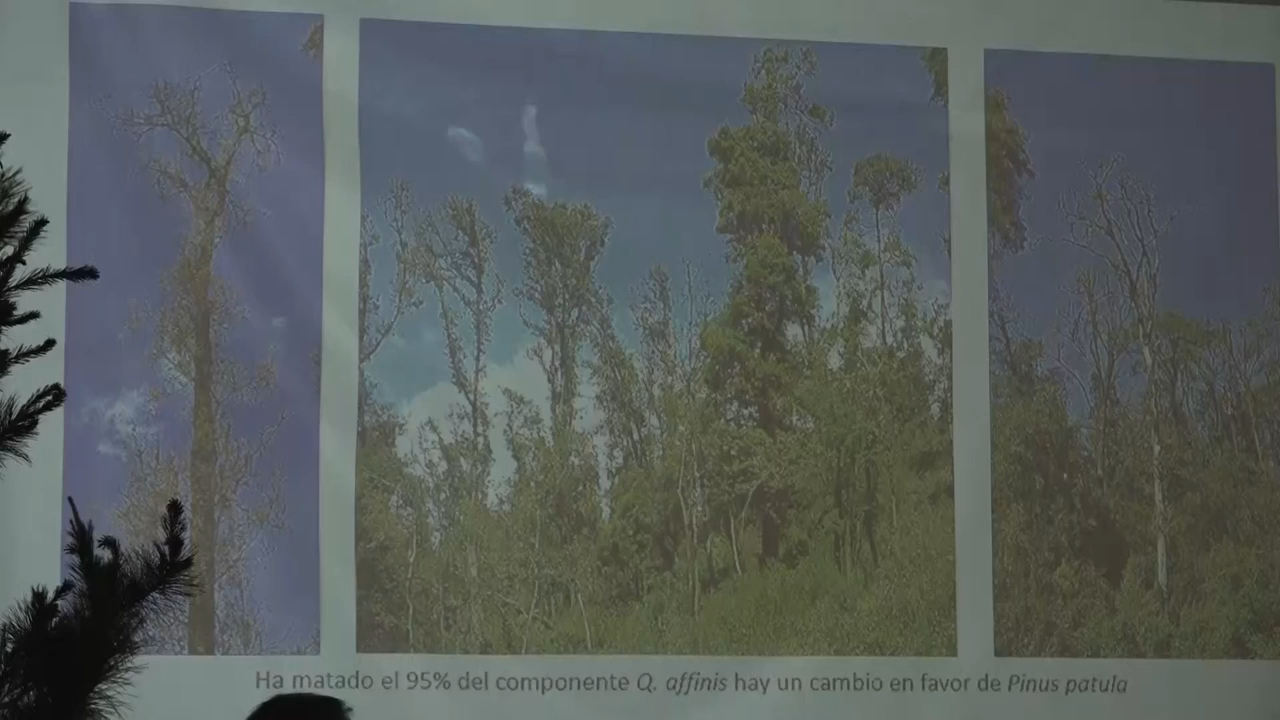 Ha matado el 95% del componente Q. affinis hay un cambio en favor de Pinus patula